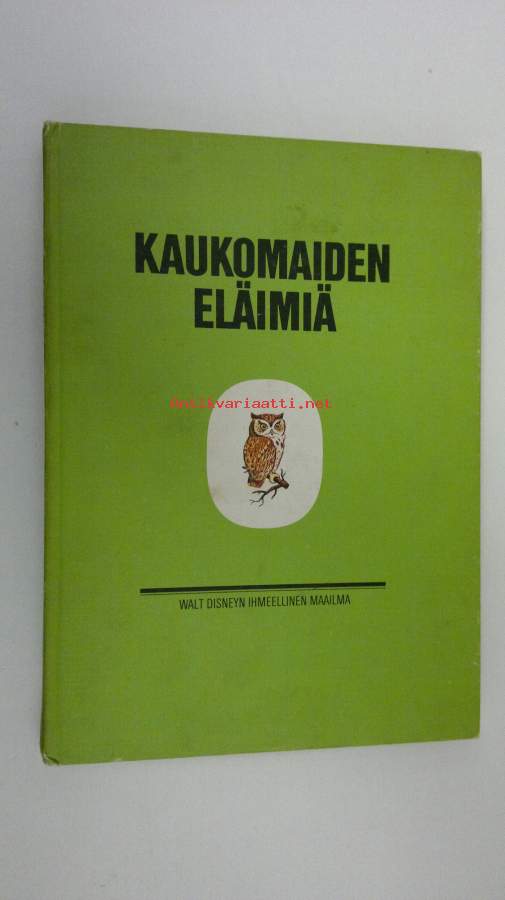 KAUKOMAIDEN
ELÄIMIÄ
antikvariaatti.net
WALT DISNEYN IHMEELLINEN MAAILMA